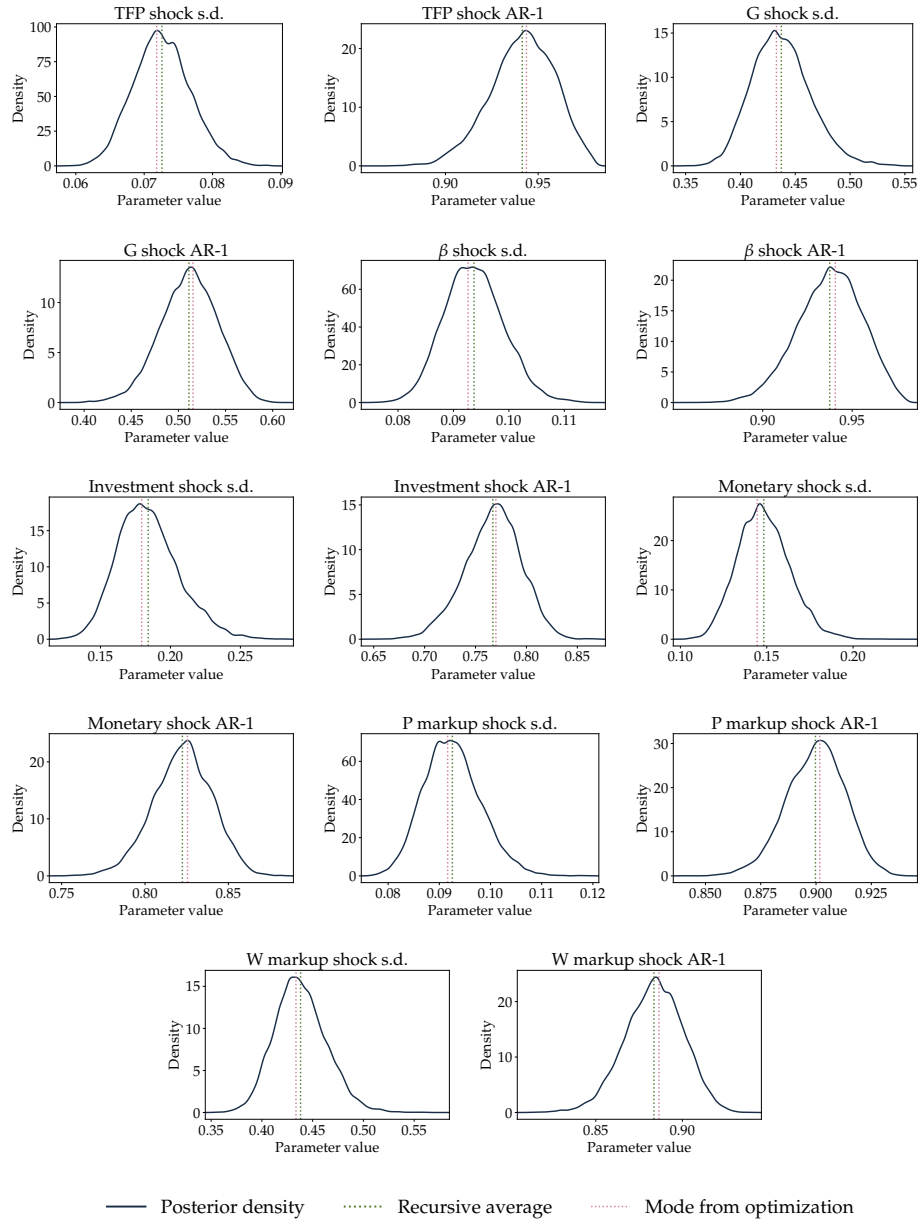 TFP shock s.d.
100
75
50
25
0
Density
0.06 0.07 0.08 0.09
Parameter value
TFP shock AR-1
20
10
0
Density
0.90 0.95
Parameter value
G shock s.d.
15
10
5
0
Density
0.35 0.40 0.45 0.50 0.55
Parameter value
G shock AR-1
10
5
0
Density
0.40 0.45 0.50 0.55 0.60
Parameter value
β shock s.d.
60
40
20
0
Density
0.08 0.09 0.10 0.11
Parameter value
β shock AR-1
20
15
10
5
0
Density
0.90 0.95
Parameter value
Investment shock s.d.
15
10
5
0
Density
0.15 0.20 0.25
Parameter value
Investment shock AR-1
15
10
5
0
Density
0.65 0.70 0.75 0.80 0.85
Parameter value
Monetary shock s.d.
20
10
0
Density
0.10 0.15 0.20
Parameter value
Monetary shock AR-1
20
10
0
Density
0.75 0.80 0.85
Parameter value
P markup shock s.d.
60
40
20
0
Density
0.08 0.09 0.10 0.11 0.12
Parameter value
P markup shock AR-1
30
20
10
0
Density
0.850 0.875 0.900 0.925
Parameter value
W markup shock s.d.
15
10
5
0
Density
0.35 0.40 0.45 0.50 0.55
Parameter value
W markup shock AR-1
20
10
0
Density
0.85 0.90
Parameter value
Posterior density Recursive average Mode from optimization